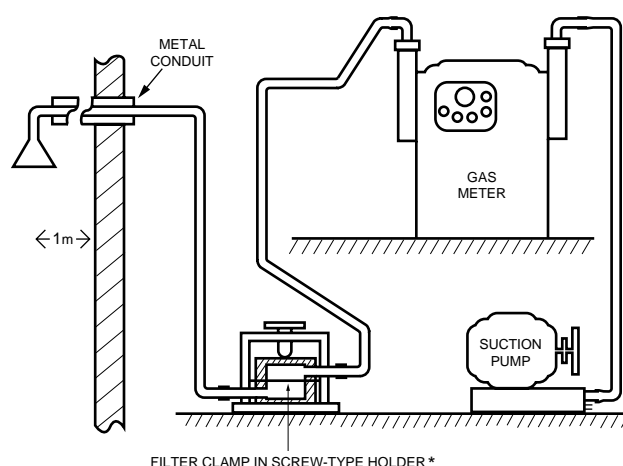 METAL
CONDUIT
GAS
METER
1m
SUCTION
PUMP
FILTER CLAMP IN SCREW-TYPE HOLDER *